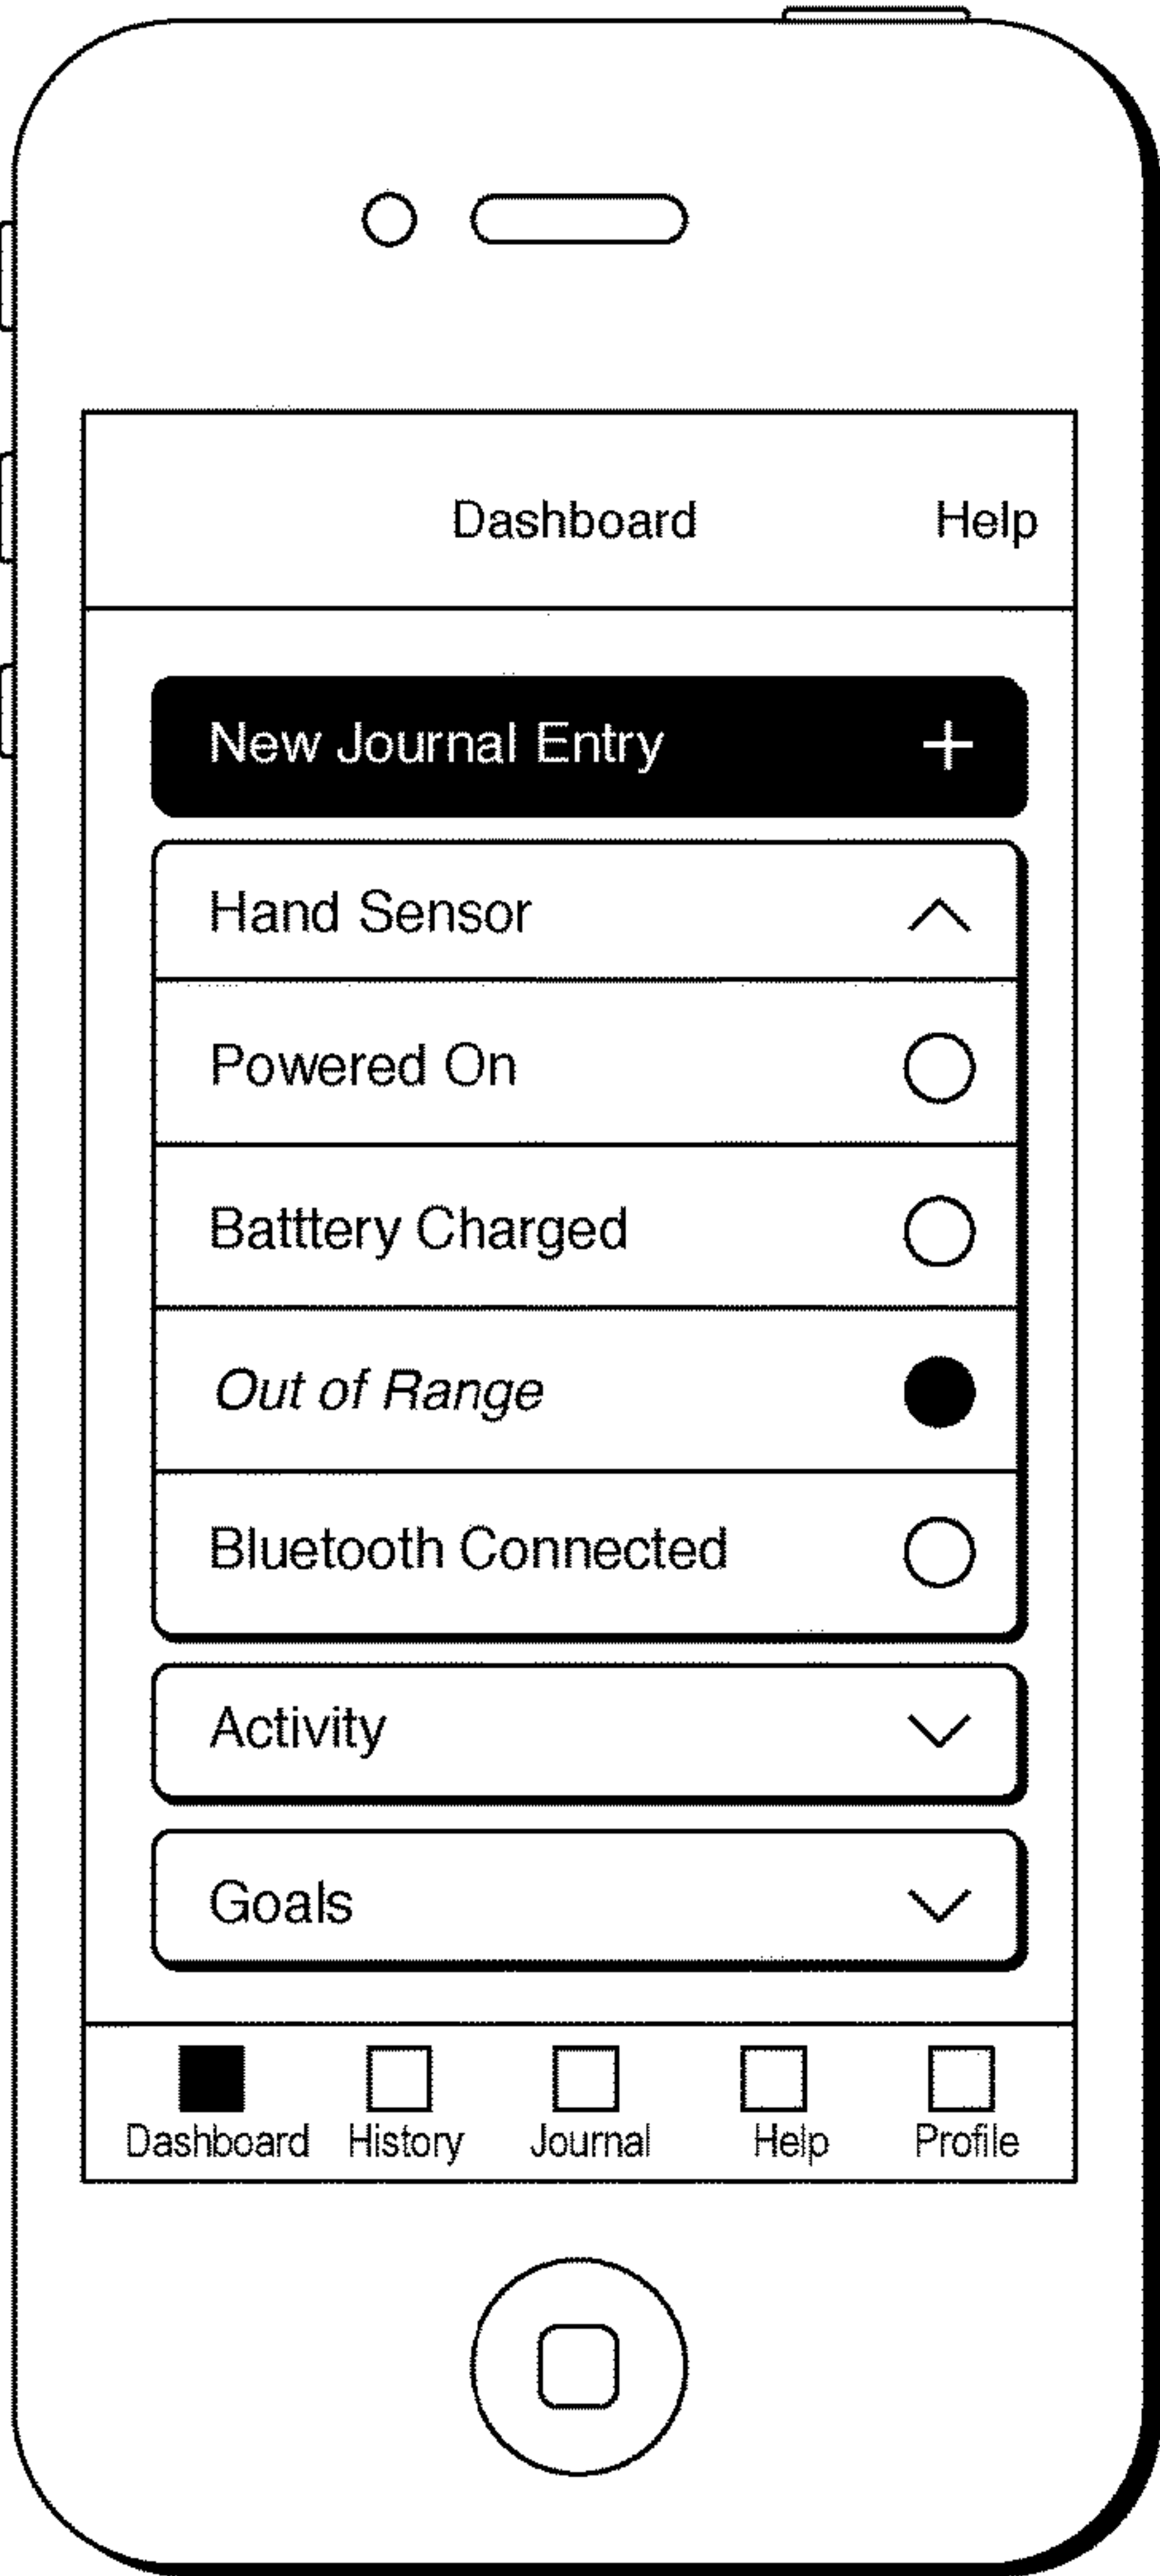 Dashboard Help
New Journal Entry +
Hand Sensor
Powered On
Batttery Charged
Out of Range
Bluetooth Connected
Activity
Goals
Dashboard History Journal Help Profile